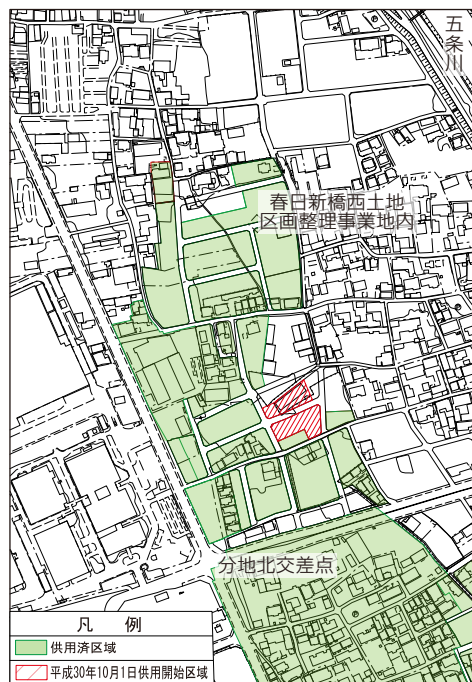 五条川
春日新橋西土地
区画整理事業地内
分地北交差点
凡 例
供用済区域
平成30年10月1日供用開始区域